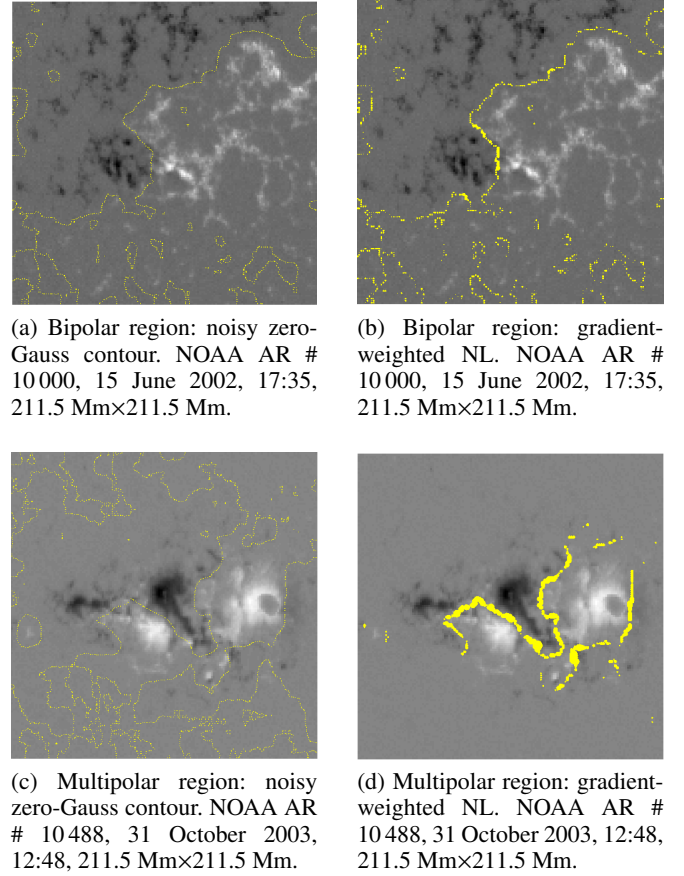 (a) Bipolar region: noisy zero-
Gauss contour. NOAA AR #
10 000, 15 June 2002, 17:35,
211.5 Mm×211.5 Mm.
(b) Bipolar region: gradient-
weighted NL. NOAA AR #
10 000, 15 June 2002, 17:35,
211.5 Mm×211.5 Mm.
(c) Multipolar region: noisy
zero-Gauss contour. NOAA AR
# 10 488, 31 October 2003,
12:48, 211.5 Mm×211.5 Mm.
(d) Multipolar region: gradient-
weighted NL. NOAA AR #
10 488, 31 October 2003, 12:48,
211.5 Mm×211.5 Mm.